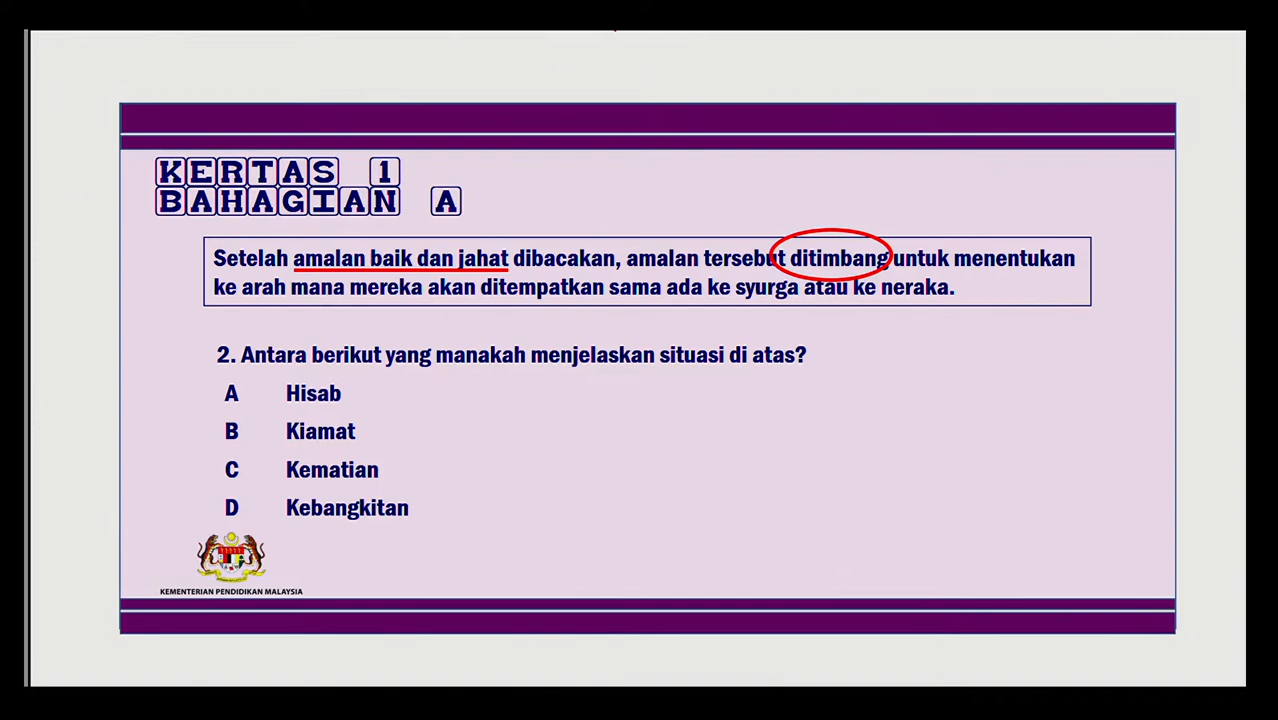 KERTAS 1
BAHAGIAN A
Setelah amalan baik dan jahat dibacakan, amalan tersebut ditimbang untuk menentukan
ke arah mana mereka akan ditempatkan sama ada ke syurga atau ke neraka.
2. Antara berikut yang manakah menjelaskan situasi di atas?
A Hisab
B Kiamat
C Kematian
D Kebangkitan
KEMENTERIAN PENDIDIKAN MALAYSIA